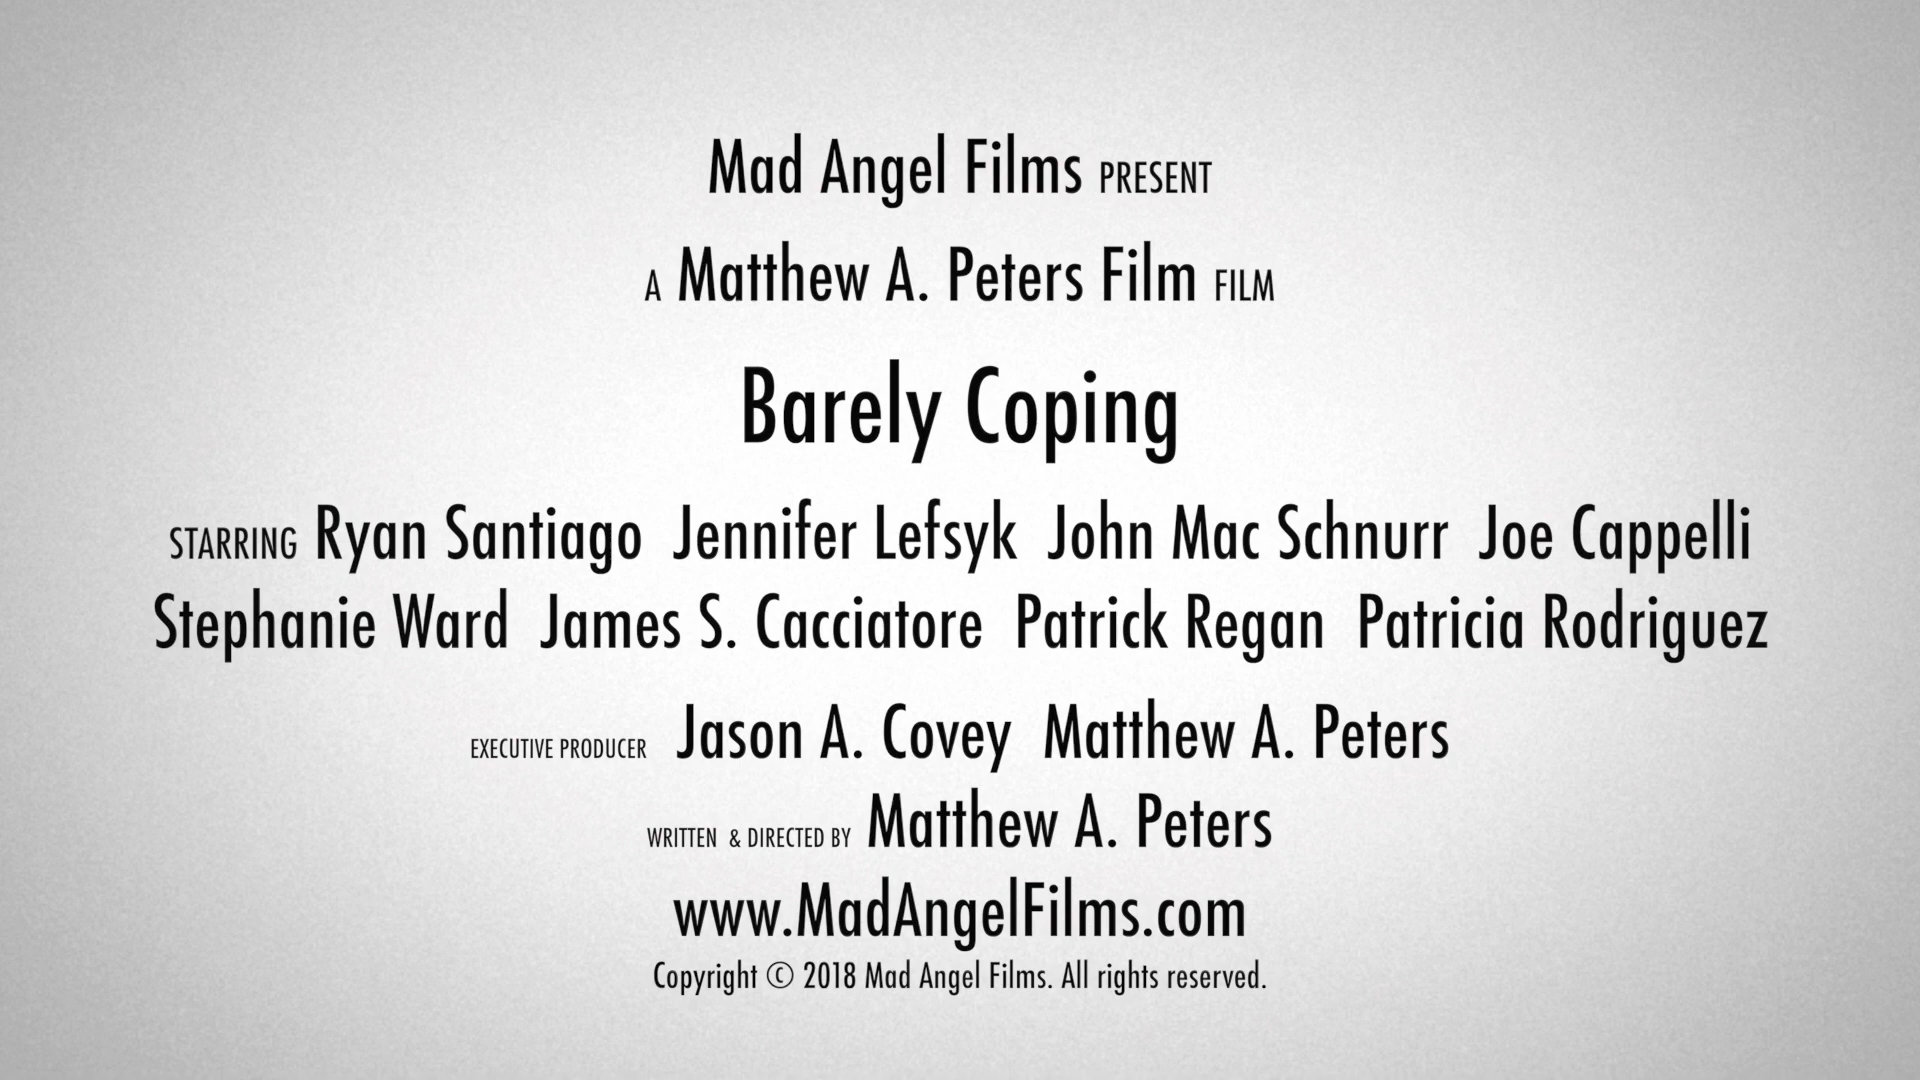 Mad Angel Films PRESENT
A Matthew A. Peters Film FILM
Barely Coping
STARRING Ryan Santiago Jennifer Lefsyk John Mac Schnurr Joe Cappelli
Stephanie Ward James S. Cacciatore Patrick Regan Patricia Rodriguez
EXECUTIVE PRODUCER Jason A. Covey Matthew A. Peters
WRITTEN & DIRECTED BY Matthew A. Peters
www.MadAngelFilms.com
Copyright © 2018 Mad Angel Films. All rights reserved.